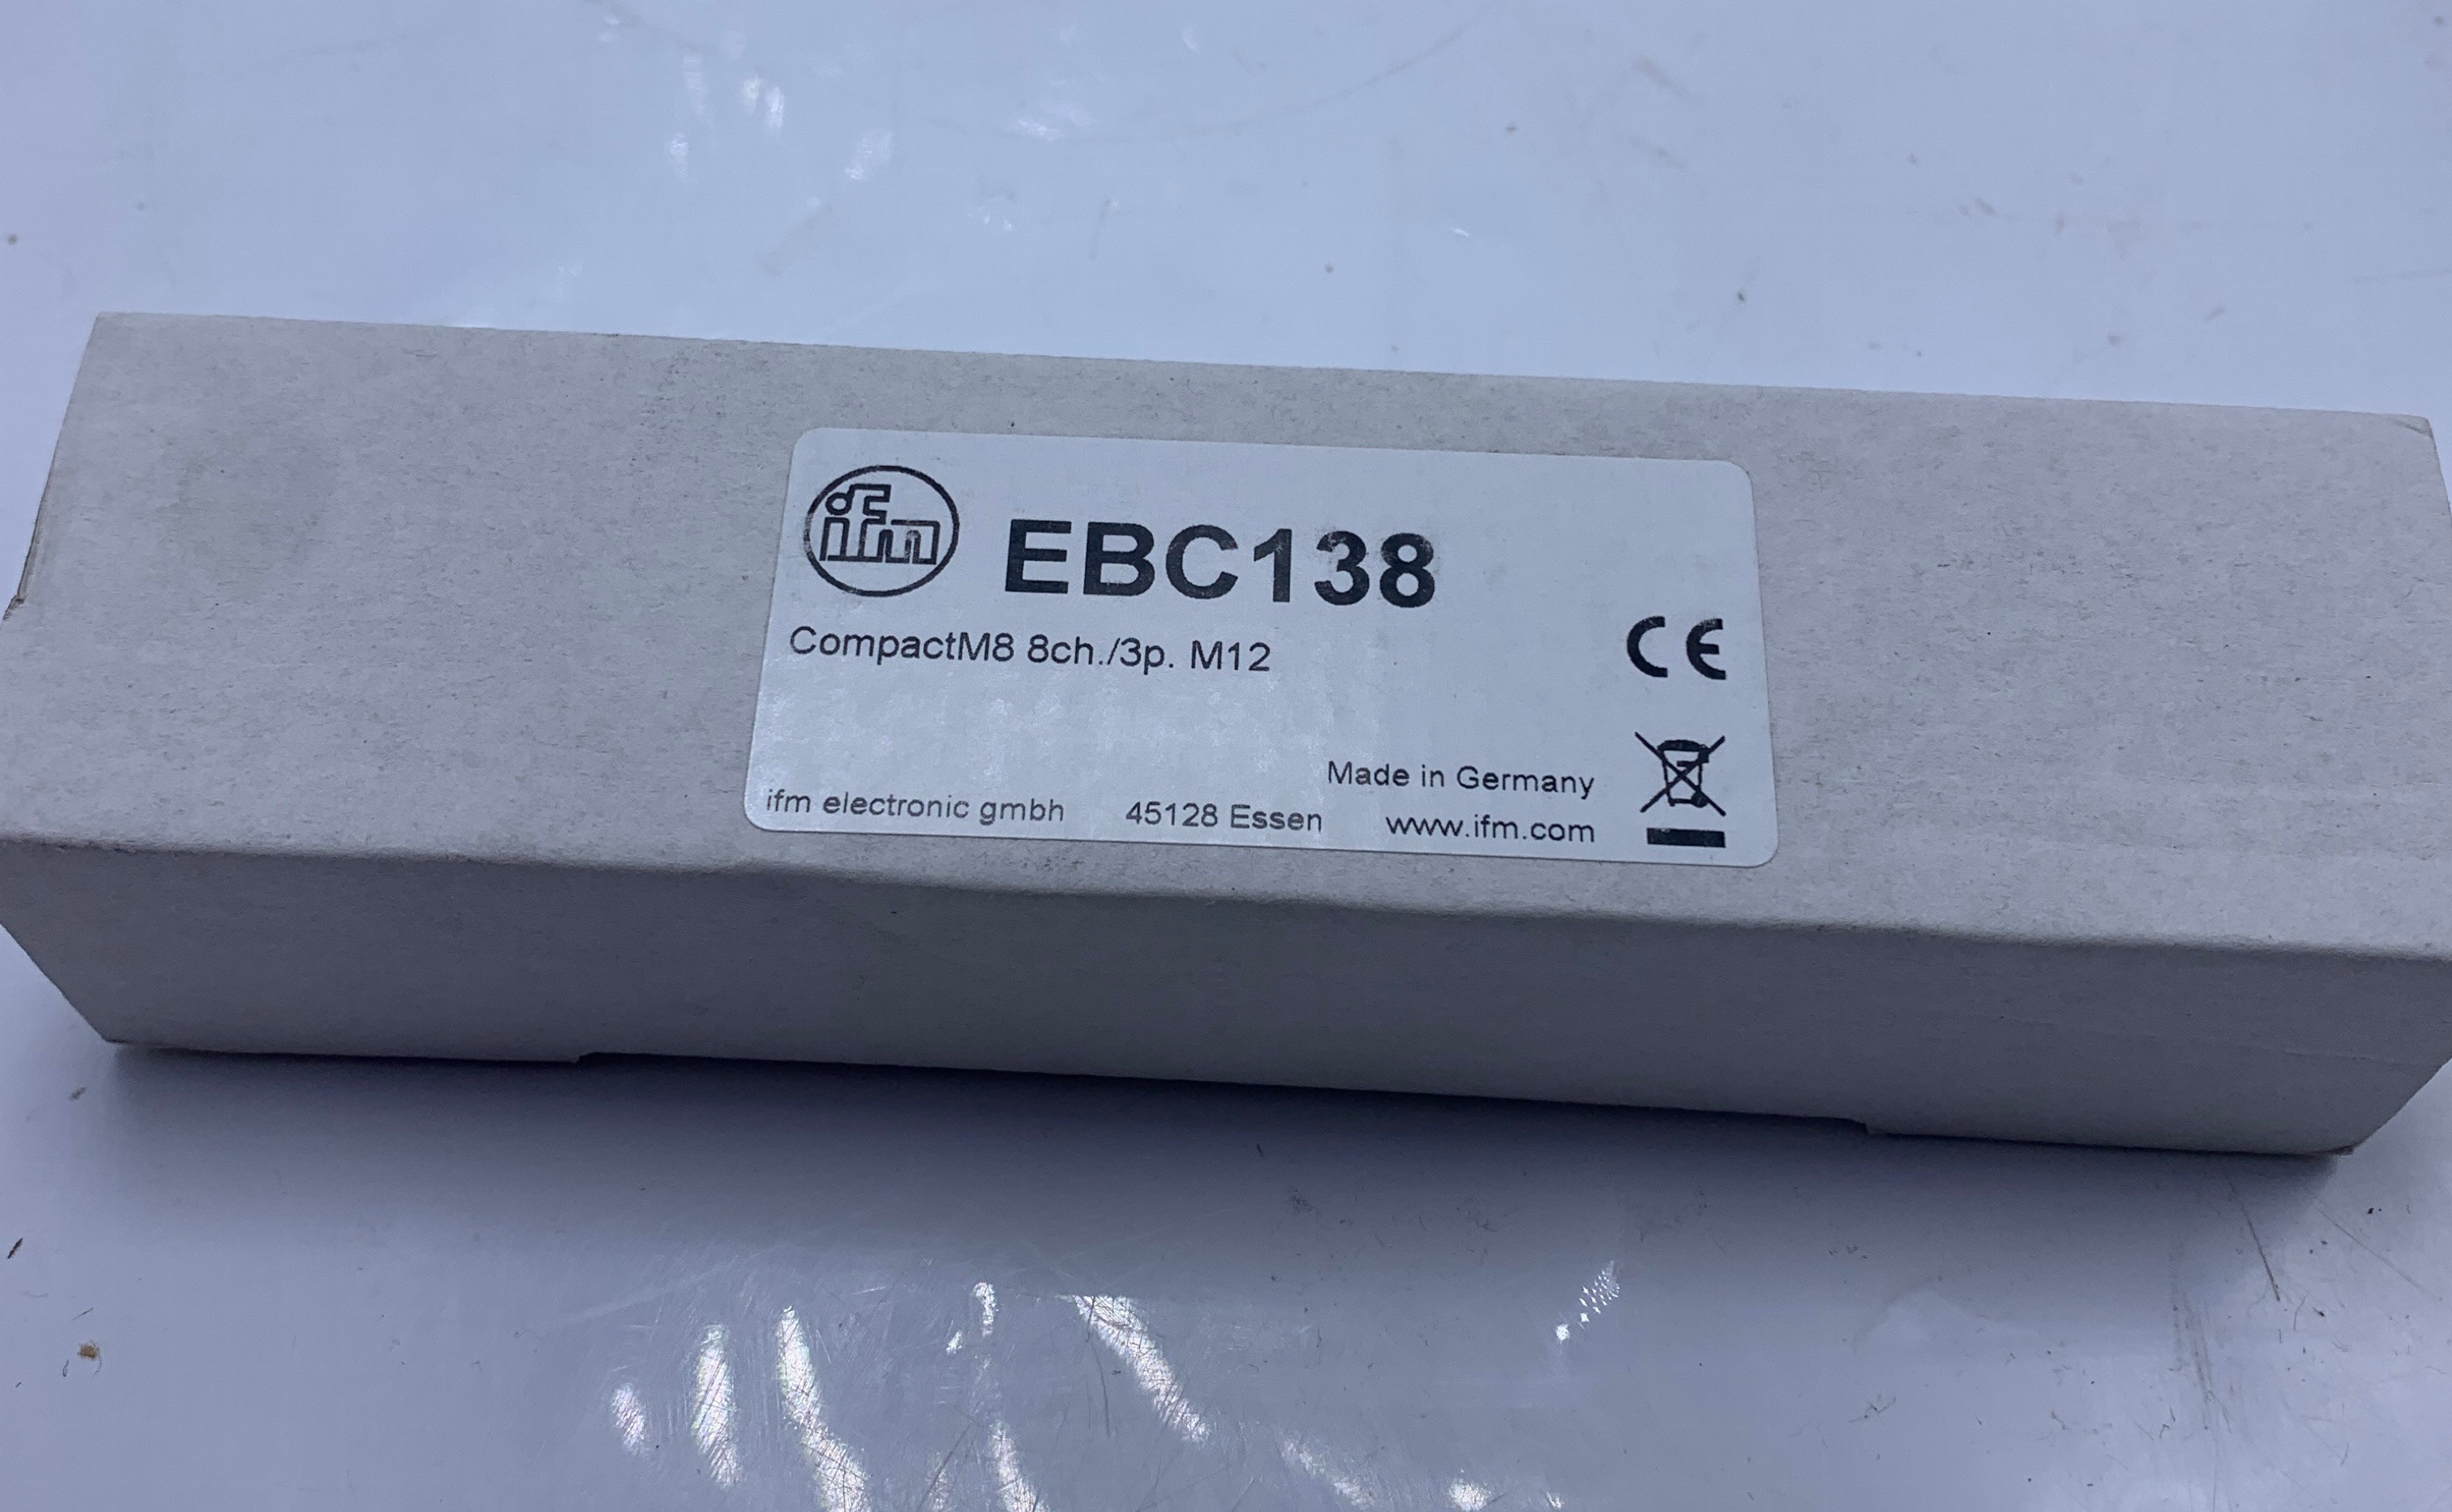 ifm EBC138
CompactM8 8ch./3p. M12
CE
Made in Germany
ifm electronic gmbh 45128 Essen www.ifm.com